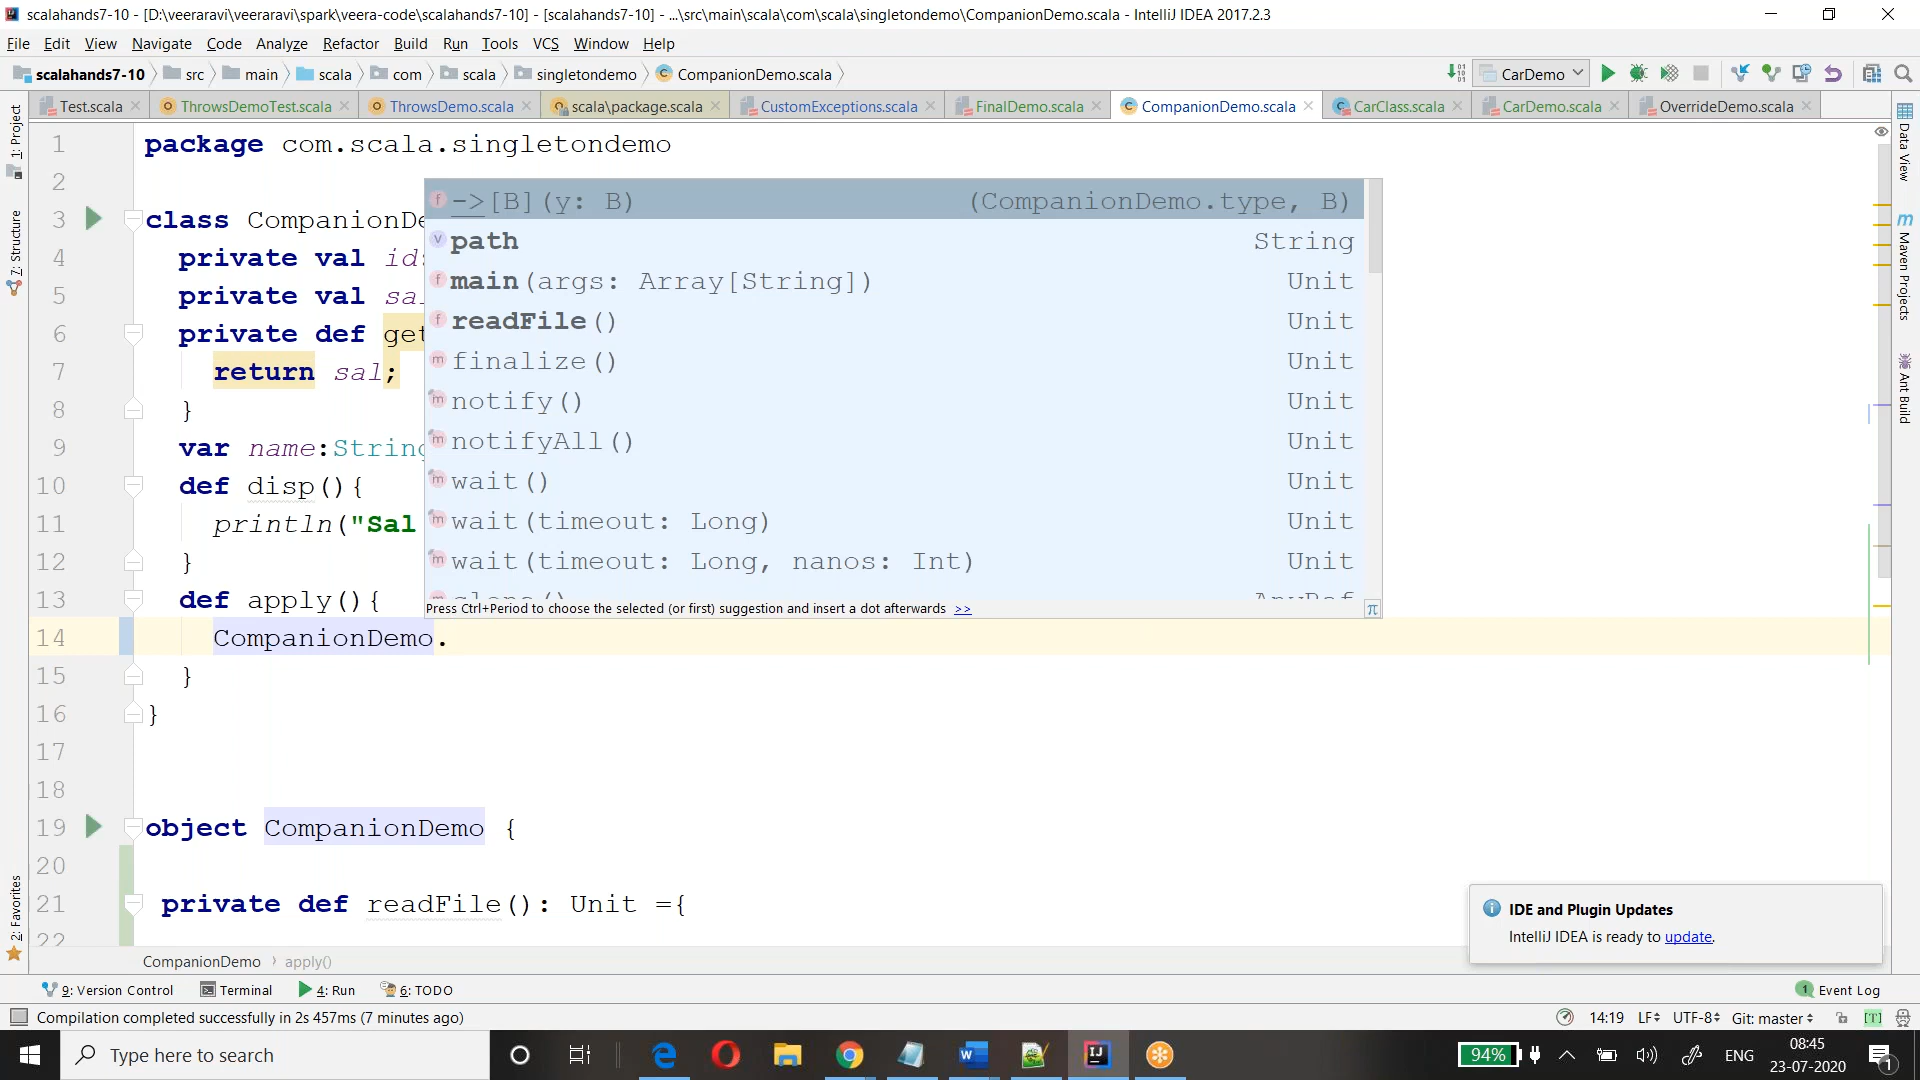 scalahands7-10 - [D:\veeraravi\veeraravi\spark\veera-code\scalahands7-10] - [scalahands7-10] - ...\src\main\scala\com\scala\singletondemo\CompanionDemo.scala - IntelliJ IDEA 2017.2.3
File Edit View Navigate Code Analyze Refactor Build Run Tools VCS Window Help
scalahands7-10 src main scala com scala singletondemo CompanionDemo.scala CarDemo
Test.scala ThrowsDemoTest.scala ThrowsDemo.scala scala\package.scala CustomExceptions.scala FinalDemo.scala CompanionDemo.scala CarClass.scala CarDemo.scala OverrideDemo.scala
1: Project
7: Structure
2: Favorites
1 package com.scala.singletondemo
2
3 class CompanionDe
4 private val id:
5 private val sal
6 private def get
7 return sal;
8 }
9 var name:String
10 def disp(){
11 println("Sal
12 }
13 def apply(){
14 CompanionDemo.
15 }
16 }
17
18
19 object CompanionDemo {
20
21 private def readFile(): Unit ={
22
->[B](y: B) (CompanionDemo.type, B)
path String
main(args: Array[String]) Unit
readFile() Unit
finalize() Unit
notify() Unit
notifyAll() Unit
wait() Unit
wait(timeout: Long) Unit
wait(timeout: Long, nanos: Int) Unit
Press Ctrl+Period to choose the selected (or first) suggestion and insert a dot afterwards >>
π
Data View
Maven Projects
Ant Build
IDE and Plugin Updates
IntelliJ IDEA is ready to update.
CompanionDemo apply()
9: Version Control Terminal 4: Run 6: TODO 1 Event Log
Compilation completed successfully in 2s 457ms (7 minutes ago) 14:19 LF UTF-8 Git: master [T]
Type here to search
94% ENG 08:45
23-07-2020
1